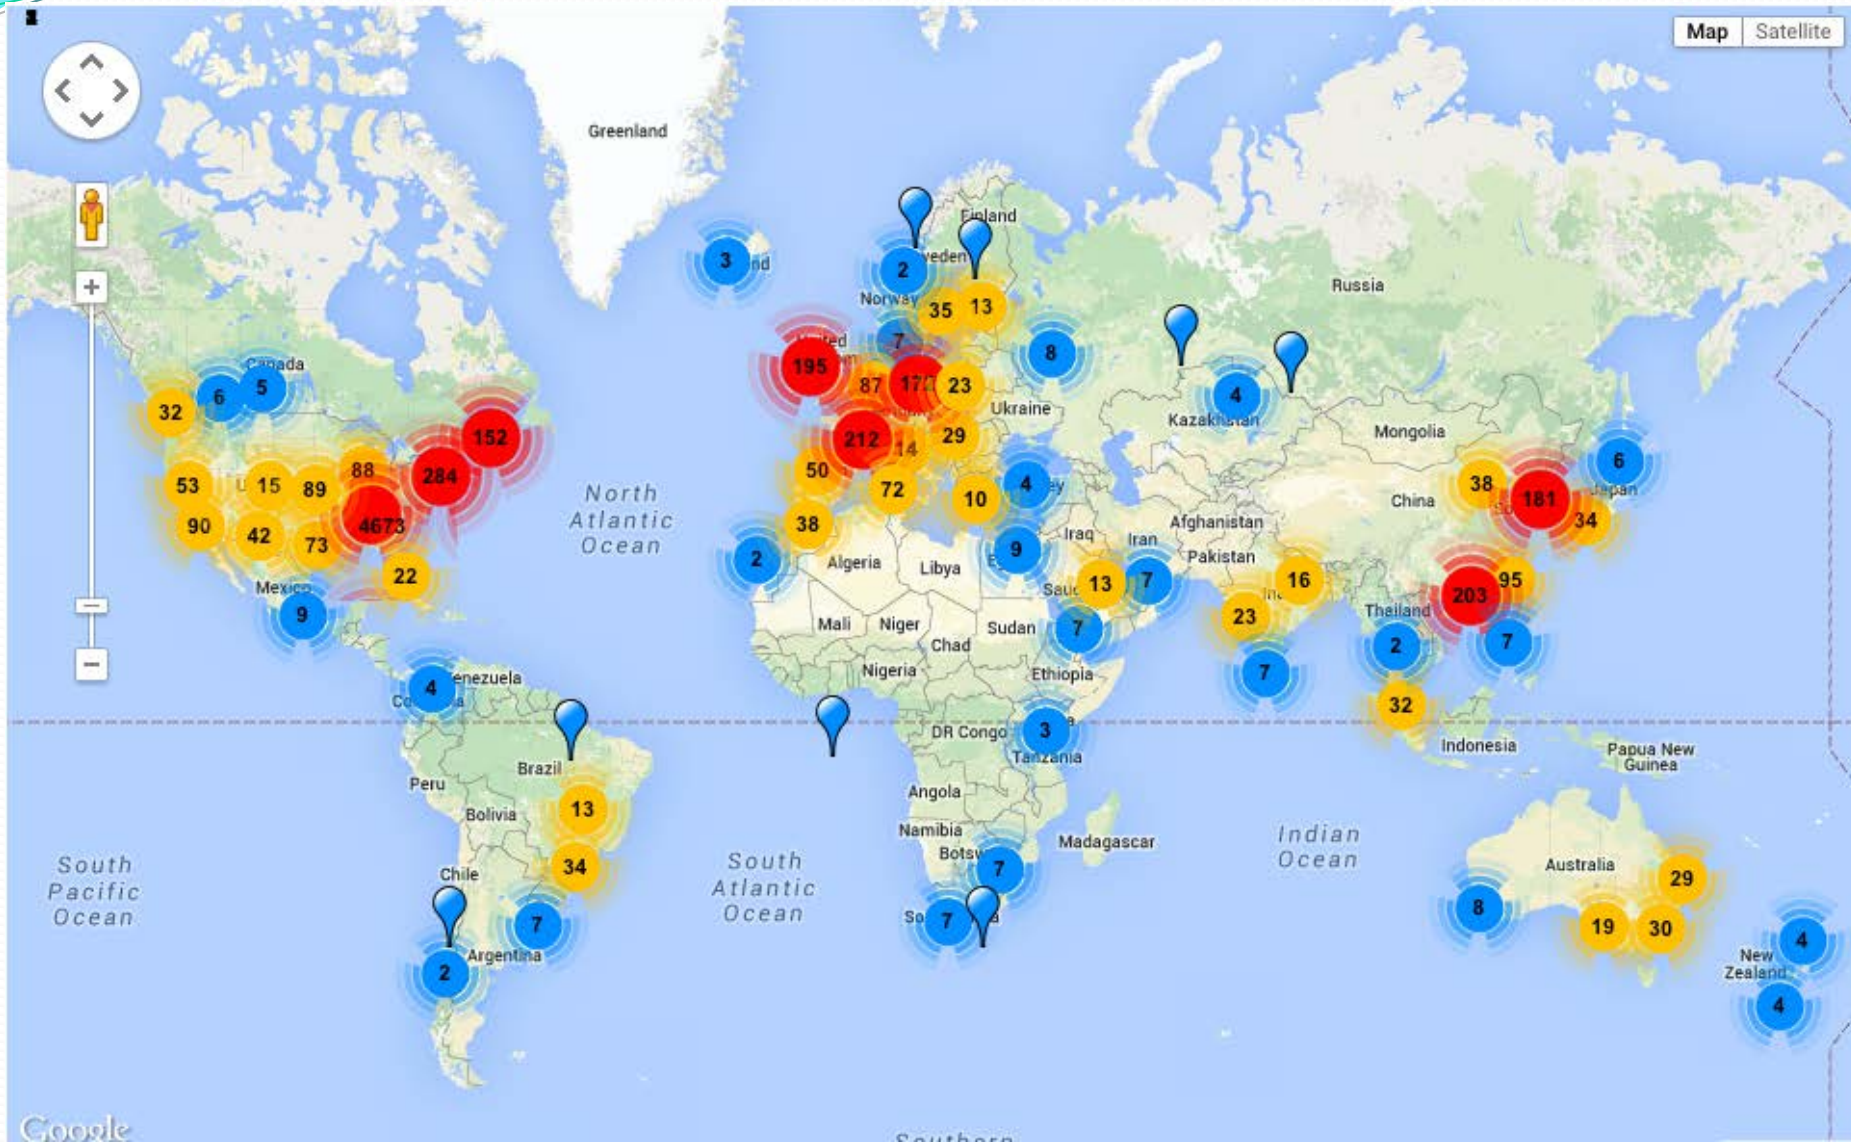 Map
Satellite
Greenland
Finland
3
2
Norway
35
13
Russia
7
195
87
23
8
4
Canada
6
5
32
Ukraine
Kazakhstan
Mongolia
152
212
14
29
88
284
53
15
89
50
72
10
4
38
181
6
Japan
China
34
North
Atlantic
Ocean
90
42
73
4673
38
Afghanistan
Iraq
Iran
Pakistan
2
Algeria
Libya
9
22
Mexico
9
13
7
16
203
95
Thailand
Mali
Niger
Sudan
7
23
Chad
2
7
Nigeria
Ethiopia
7
4
32
DR Congo
3
Tanzania
Indonesia
Papua New
Guinea
Brazil
Peru
Angola
13
Bolivia
Namibia
Madagascar
Indian
Ocean
South
Pacific
Ocean
South
Atlantic
Ocean
Chile
34
7
Australia
29
8
19
30
7
7
Argentina
2
4
New
Zealand
4
Google